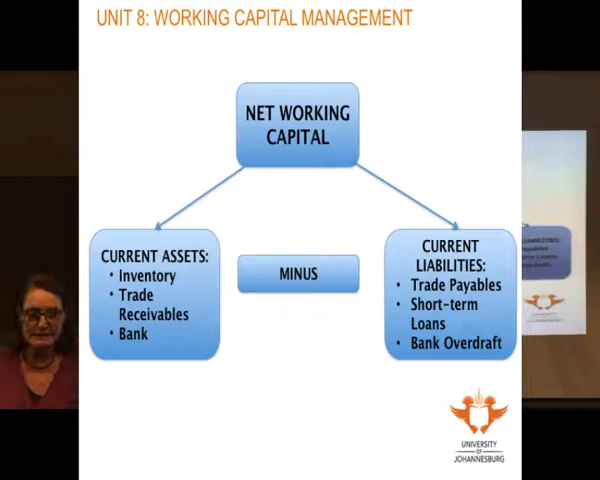 UNIT 8: WORKING CAPITAL MANAGEMENT
NET WORKING
CAPITAL
CURRENT ASSETS:
• Inventory
• Trade
Receivables
• Bank
MINUS
CURRENT
LIABILITIES:
• Trade Payables
• Short-term
Loans
• Bank Overdraft
UNIVERSITY
OF
JOHANNESBURG